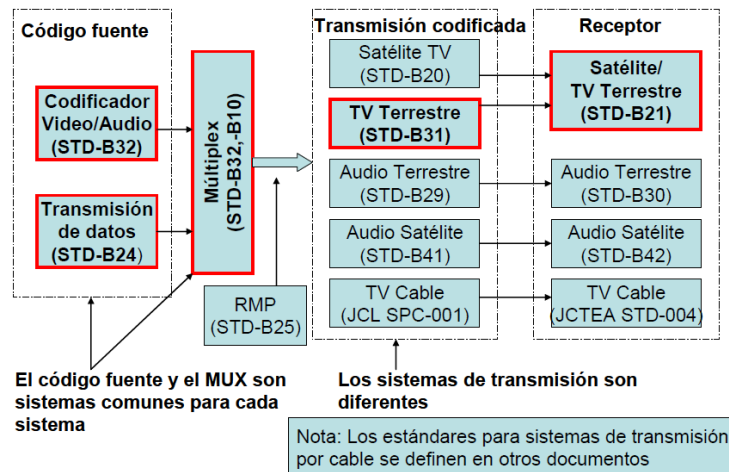 Código fuente
Codificador
Video/Audio
(STD-B32)
Transmisión
de datos
(STD-B24)
Múltiplex
(STD-B32,-B10)
RMP
(STD-B25)
Transmisión codificada
Satélite TV
(STD-B20)
TV Terrestre
(STD-B31)
Audio Terrestre
(STD-B29)
Audio Satélite
(STD-B41)
TV Cable
(JCL SPC-001)
Receptor
Satélite/
TV Terrestre
(STD-B21)
Audio Terrestre
(STD-B30)
Audio Satélite
(STD-B42)
TV Cable
(JCTEA STD-004)
El código fuente y el MUX son
sistemas comunes para cada
sistema
Los sistemas de transmisión son
diferentes
Nota: Los estándares para sistemas de transmisión
por cable se definen en otros documentos